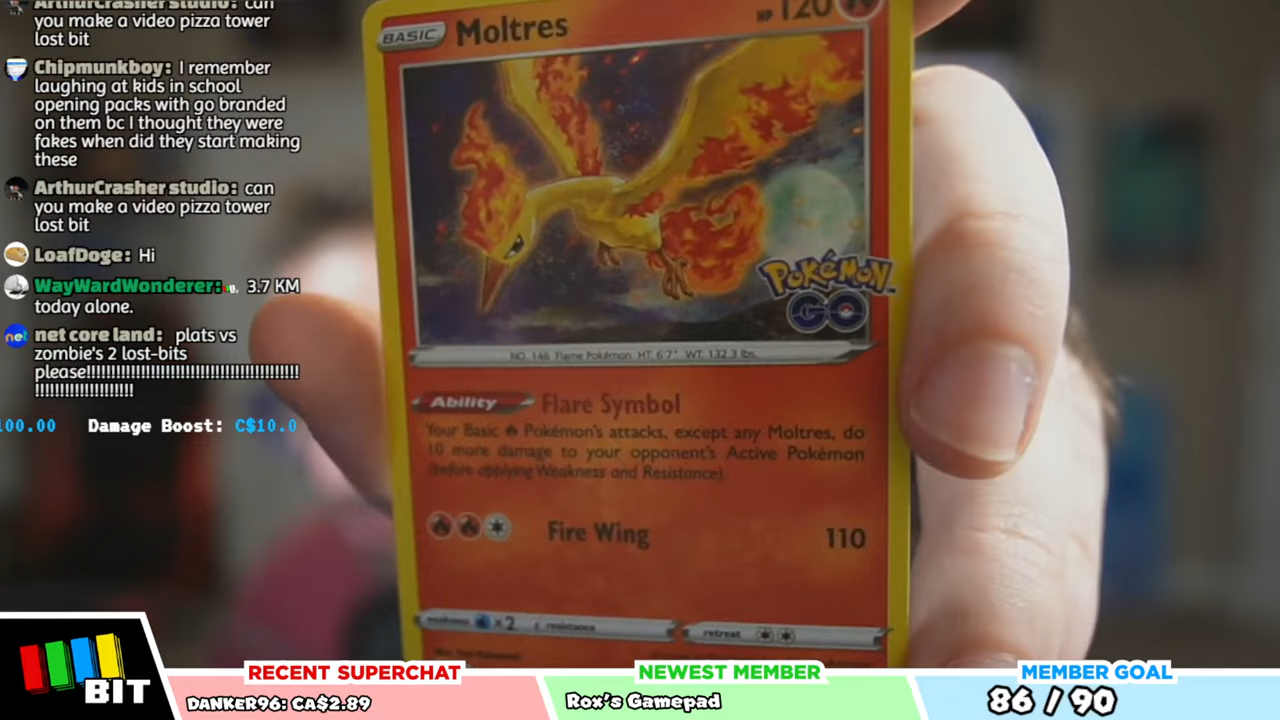 ArthurCrasher studio: can
you make a video pizza tower
lost bit
Chipmunkboy: I remember
laughing at kids in school
opening packs with go branded
on them bc I thought they were
fakes when did they start making
these
ArthurCrasher studio: can
you make a video pizza tower
lost bit
LoafDoge: Hi
WayWardWonderer: 3.7 KM
today alone.
net core land: plats vs
zombie's 2 lost-bits
please!!!!!!!!!!!!!!!!!!!!!!!!!!!!!!!!!!!!!!!!!
!!!!!!!!!!!!!!!!!!!
100.00 Damage Boost: C$10.0
BASIC Moltres HP 120
POKéMON
GO
NO. 146 Flame Pokémon HT: 6'7" WT: 132.3 lbs.
Ability Flare Symbol
Your Basic Pokémon's attacks, except any Moltres, do
10 more damage to your opponent's Active Pokémon
(before applying Weakness and Resistance).
Fire Wing 110
weakness ×2 resistance retreat
BIT
RECENT SUPERCHAT
DANKER96: CA$2.89
NEWEST MEMBER
Rox's Gamepad
MEMBER GOAL
86 / 90
net